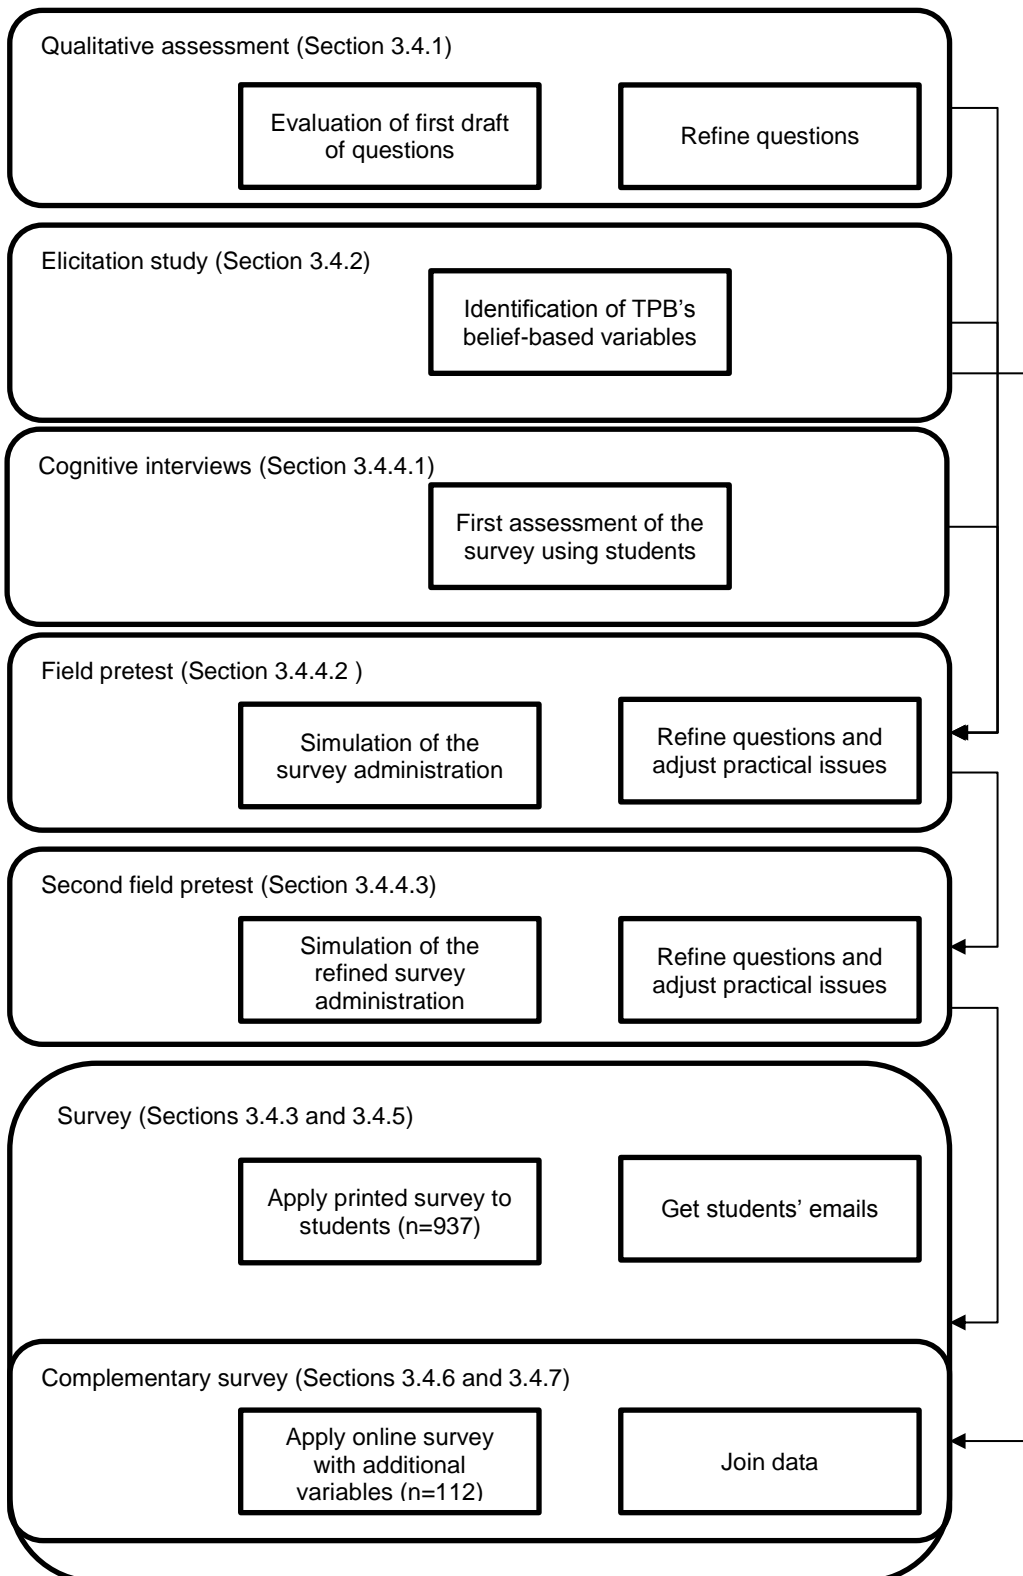 Qualitative assessment (Section 3.4.1)
Evaluation of first draft
of questions
Refine questions
Elicitation study (Section 3.4.2)
Identification of TPB’s
belief-based variables
Cognitive interviews (Section 3.4.4.1)
First assessment of the
survey using students
Field pretest (Section 3.4.4.2 )
Simulation of the
survey administration
Refine questions and
adjust practical issues
Second field pretest (Section 3.4.4.3)
Simulation of the
refined survey
administration
Refine questions and
adjust practical issues
Survey (Sections 3.4.3 and 3.4.5)
Apply printed survey to
students (n=937)
Get students’ emails
Complementary survey (Sections 3.4.6 and 3.4.7)
Apply online survey
with additional
variables (n=112)
Join data